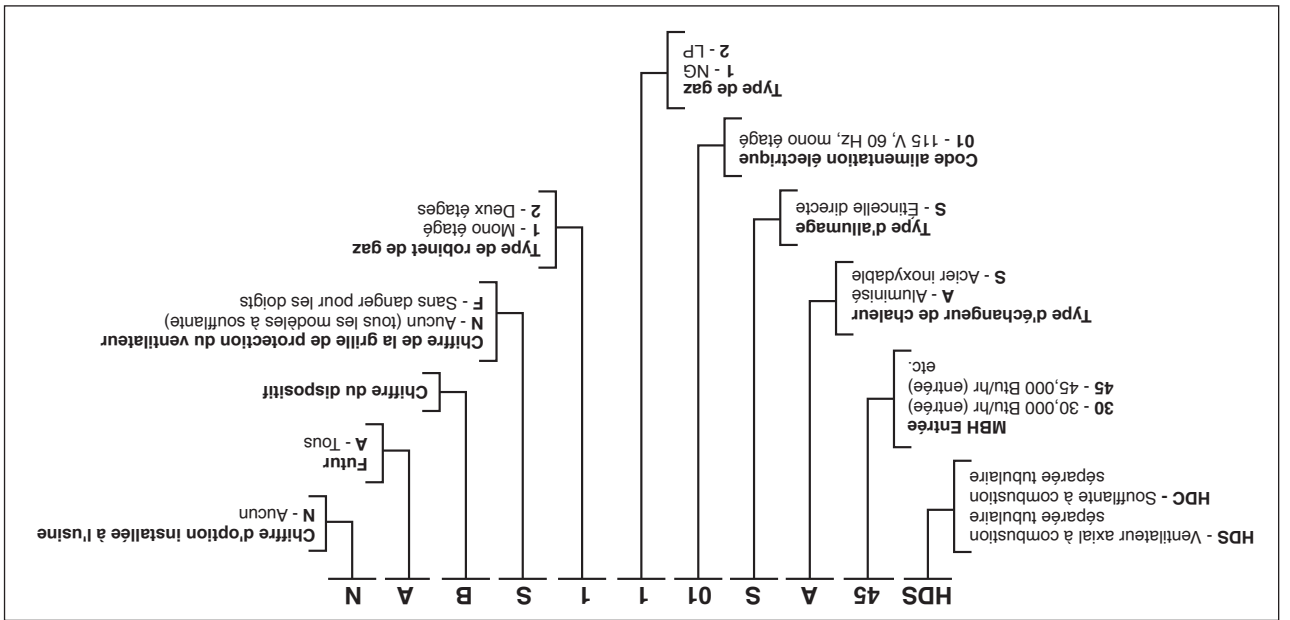 HDS 45 A S 01 1 1 S B A N
HDS - Ventilateur axial à combustion
séparée tubulaire
HDC - Soufflante à combustion
séparée tubulaire
MBH Entrée
30 - 30,000 Btu/hr (entrée)
45 - 45,000 Btu/hr (entrée)
etc.
Type d'échangeur de chaleur
A - Aluminisé
S - Acier inoxydable
Type d'allumage
S - Étincelle directe
Code alimentation électrique
01 - 115 V, 60 Hz, mono étagé
Type de gaz
1 - NG
2 - LP
Type de robinet de gaz
1 - Mono étagé
2 - Deux étages
Chiffre de la grille de protection du ventilateur
N - Aucun (tous les modèles à soufflante)
F - Sans danger pour les doigts
Chiffre du dispositif
Futur
A - Tous
Chiffre d'option installée à l'usine
N - Aucun